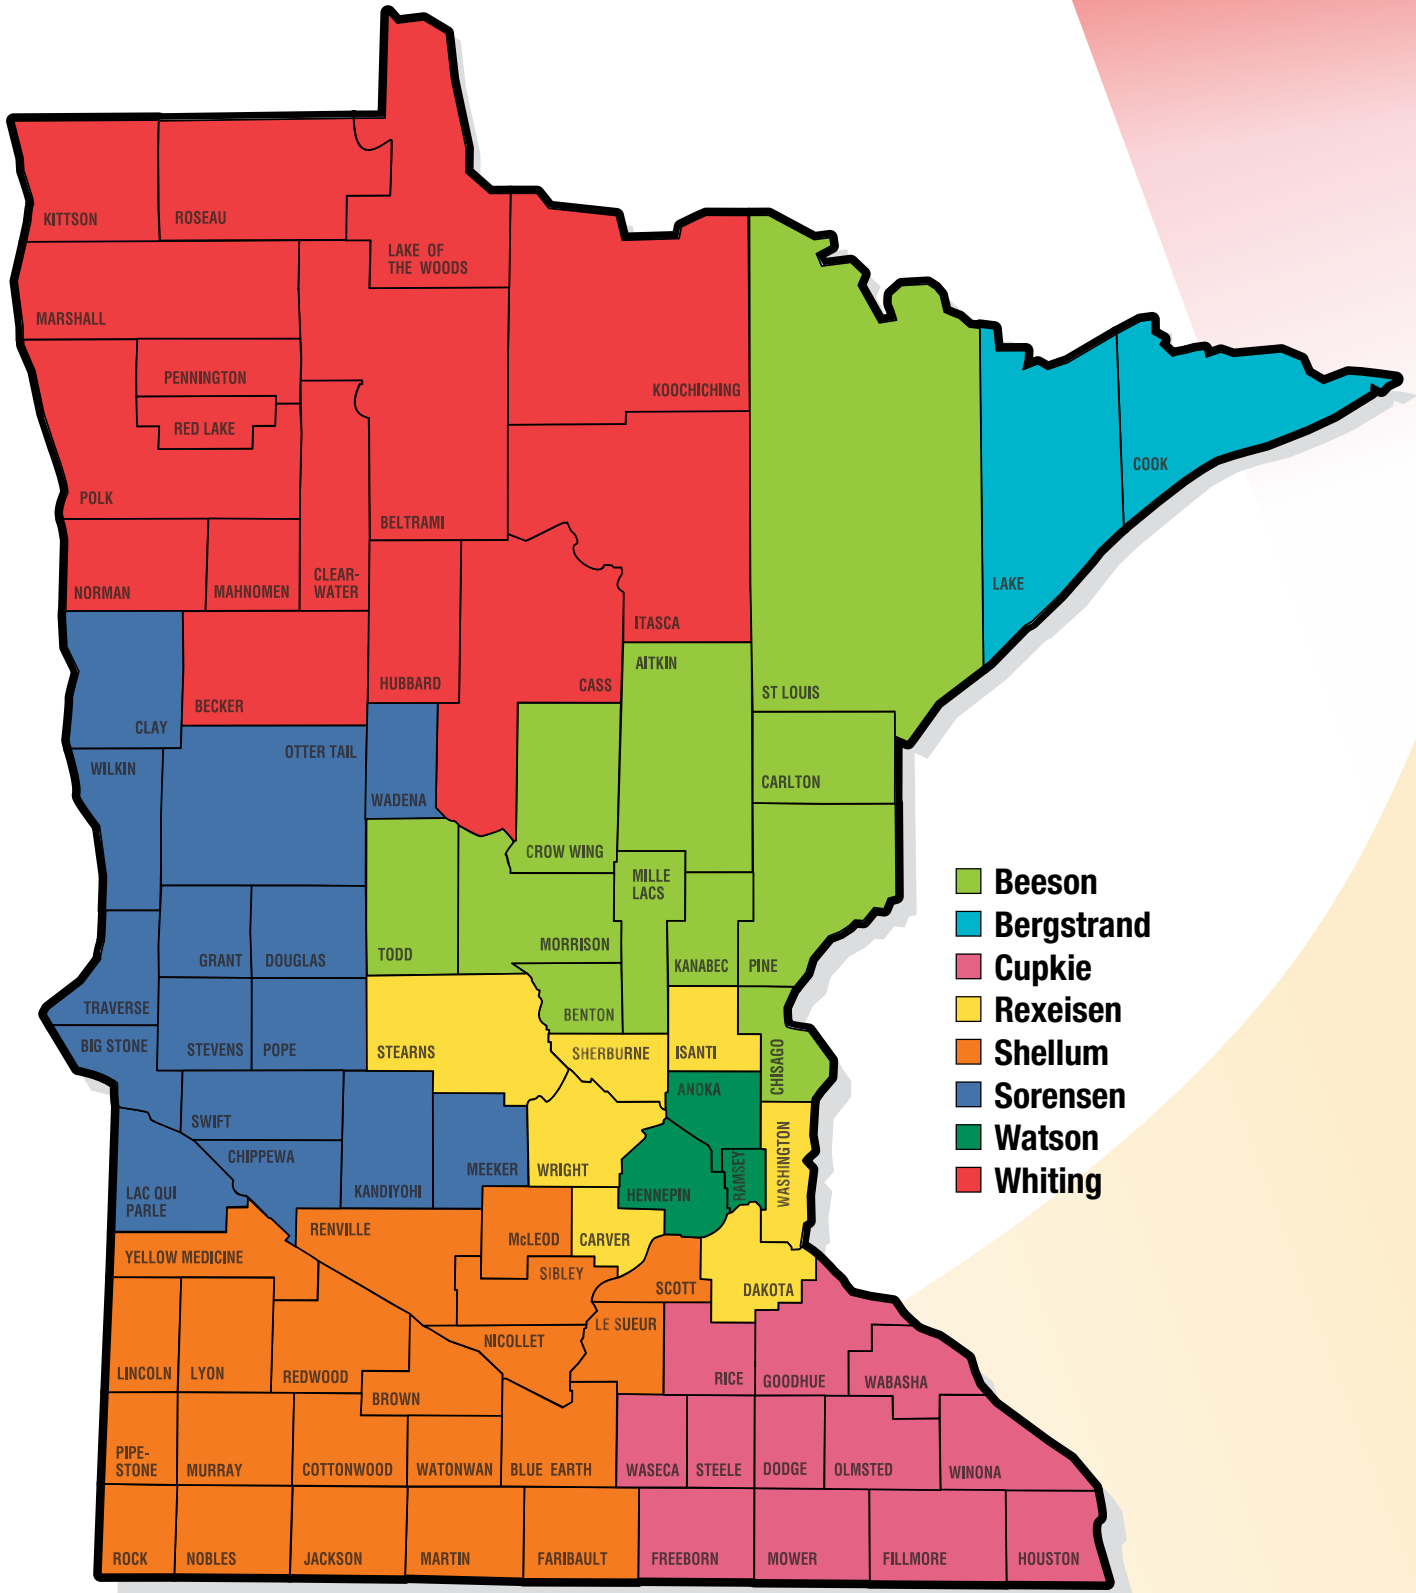 KITTSON
ROSEAU
LAKE OF
THE WOODS
MARSHALL
PENNINGTON
KOOCHICHING
RED LAKE
COOK
POLK
BELTRAMI
CLEAR-
WATER
NORMAN
MAHNOMEN
LAKE
ITASCA
AITKIN
HUBBARD
CASS
ST LOUIS
BECKER
CLAY
OTTER TAIL
WILKIN
CARLTON
WADENA
CROW WING
MILLE
LACS
MORRISON
TODD
GRANT
DOUGLAS
KANABEC
PINE
TRAVERSE
BENTON
BIG STONE
STEVENS
POPE
STEARNS
SHERBURNE
ISANTI
CHISAGO
ANOKA
SWIFT
CHIPPEWA
MEEKER
WRIGHT
WASHINGTON
RAMSEY
LAC QUI
PARLE
KANDIYOHI
HENNEPIN
RENVILLE
McLEOD
CARVER
YELLOW MEDICINE
SIBLEY
SCOTT
DAKOTA
LE SUEUR
NICOLLET
LINCOLN
LYON
REDWOOD
RICE
GOODHUE
WABASHA
BROWN
PIPE-
STONE
MURRAY
COTTONWOOD
WATONWAN
BLUE EARTH
WASECA
STEELE
DODGE
OLMSTED
WINONA
ROCK
NOBLES
JACKSON
MARTIN
FARIBAULT
FREEBORN
MOWER
FILLMORE
HOUSTON
Beeson
Bergstrand
Cupkie
Rexeisen
Shellum
Sorensen
Watson
Whiting